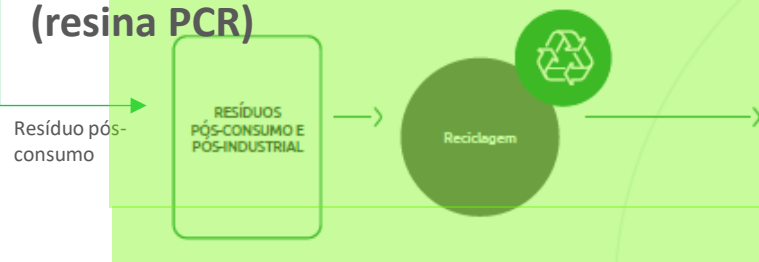 (resina PCR)
Resíduo pós-
consumo
RESÍDUOS
PÓS-CONSUMO E
PÓS-INDUSTRIAL
Reciclagem